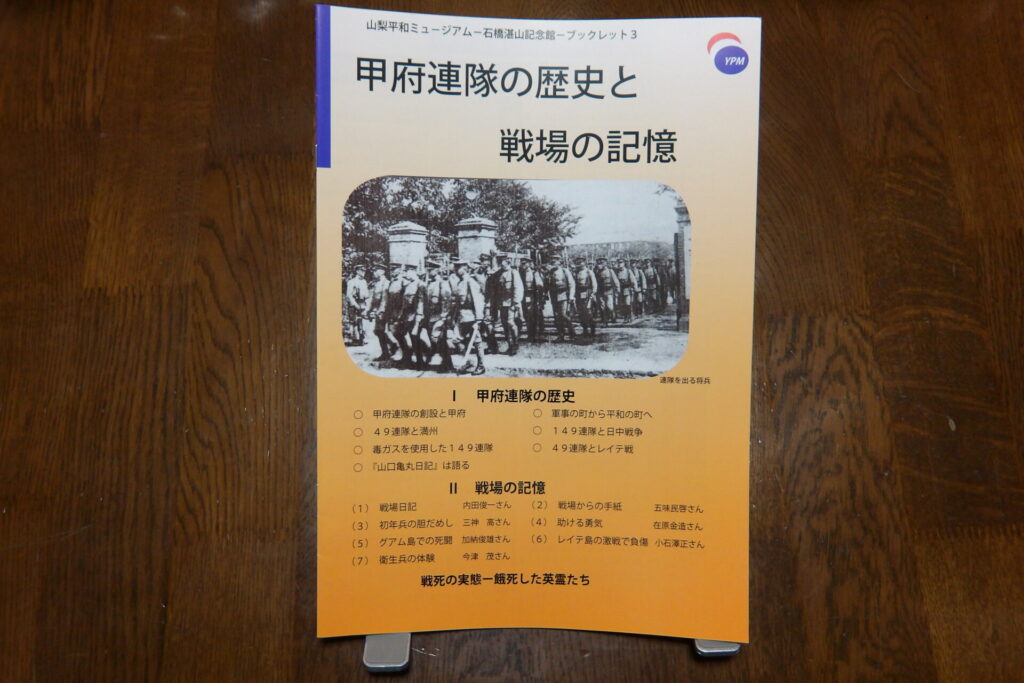 山梨平和ミュージアム－石橋湛山記念館－ブックレット３
YPM
甲府連隊の歴史と
戦場の記憶
連隊を出る将兵
Ⅰ　甲府連隊の歴史
○　甲府連隊の創設と甲府　○　軍事の町から平和の町へ
○　４９連隊と満州　○　１４９連隊と日中戦争
○　毒ガスを使用した１４９連隊　○　４９連隊とレイテ戦
○　『山口亀丸日記』は語る
Ⅱ　戦場の記憶
（１）　戦場日記　内田俊一さん　（２）　戦場からの手紙　五味民啓さん
（３）　初年兵の胆だめし　三神　高さん　（４）　助ける勇気　在原金造さん
（５）　グアム島での死闘　加納俊雄さん　（６）　レイテ島の激戦で負傷　小石澤正さん
（７）　衛生兵の体験　今津　茂さん
戦死の実態－餓死した英霊たち